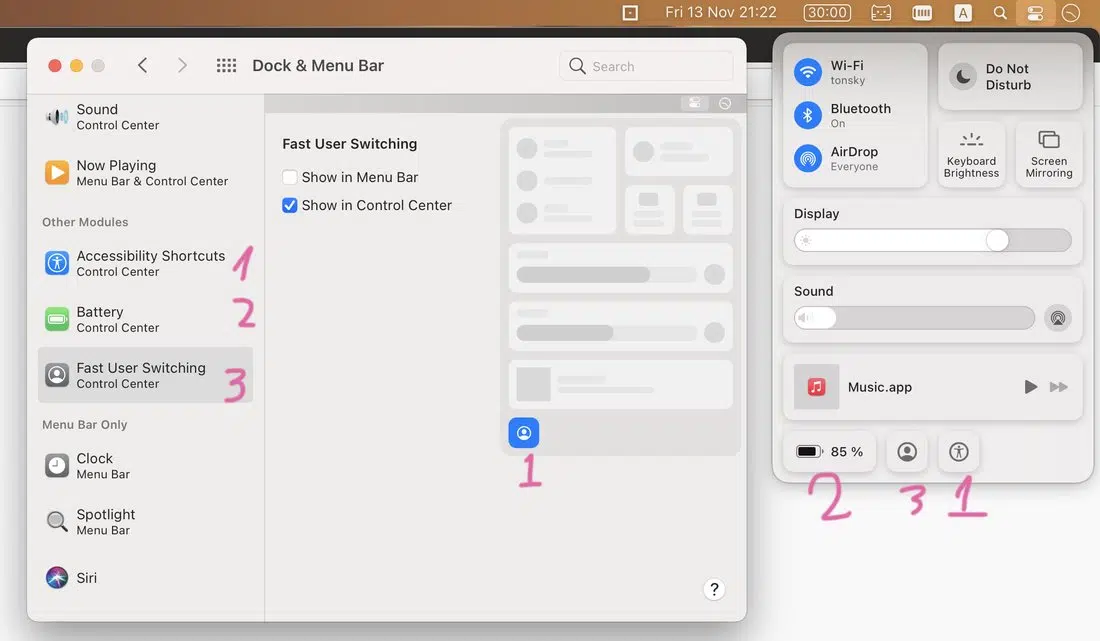 Fri 13 Nov 21:22
30:00
A
Dock & Menu Bar
Search
Sound
Control Center
Now Playing
Menu Bar & Control Center
Other Modules
Accessibility Shortcuts
Control Center
1
Battery
Control Center
2
Fast User Switching
Control Center
3
Menu Bar Only
Clock
Menu Bar
Spotlight
Menu Bar
Siri
Fast User Switching
Show in Menu Bar
Show in Control Center
1
?
Wi-Fi
tonsky
Bluetooth
On
AirDrop
Everyone
Do Not
Disturb
Keyboard
Brightness
Screen
Mirroring
Display
Sound
Music.app
85 %
2 3 1